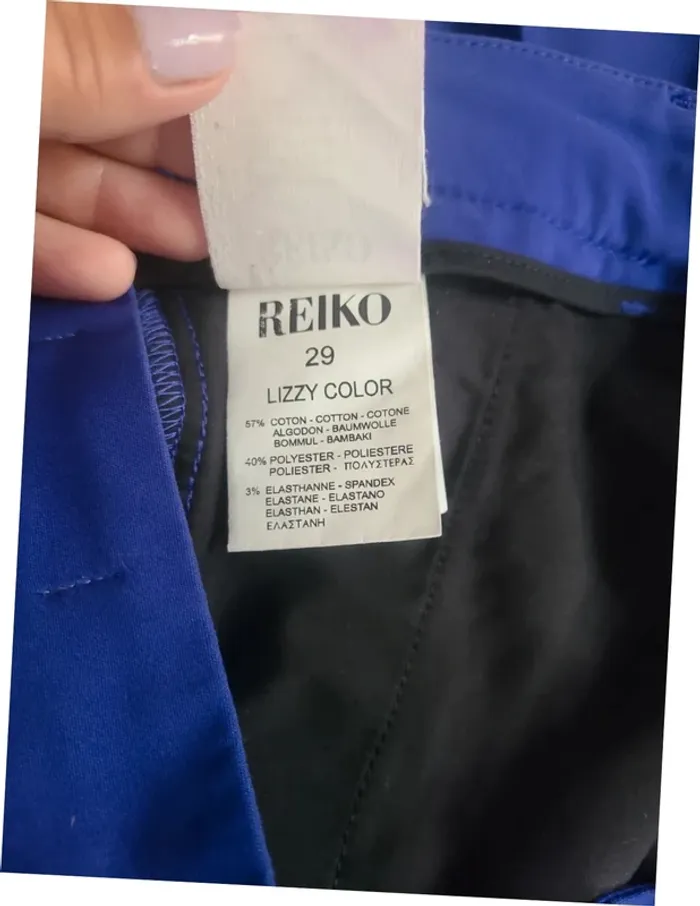 REIKO
29
LIZZY COLOR
57% COTON - COTTON - COTONE
ALGODON - BAUMWOLLE
BOMMUL - BAMBAKI
40% POLYESTER - POLIESTERE
POLIESTER - ΠΟΛΥΣΤΕΡΑΣ
3% ELASTHANNE - SPANDEX
ELASTANE - ELASTANO
ELASTHAN - ELESTAN
ΕΛΑΣΤΑΝΗ